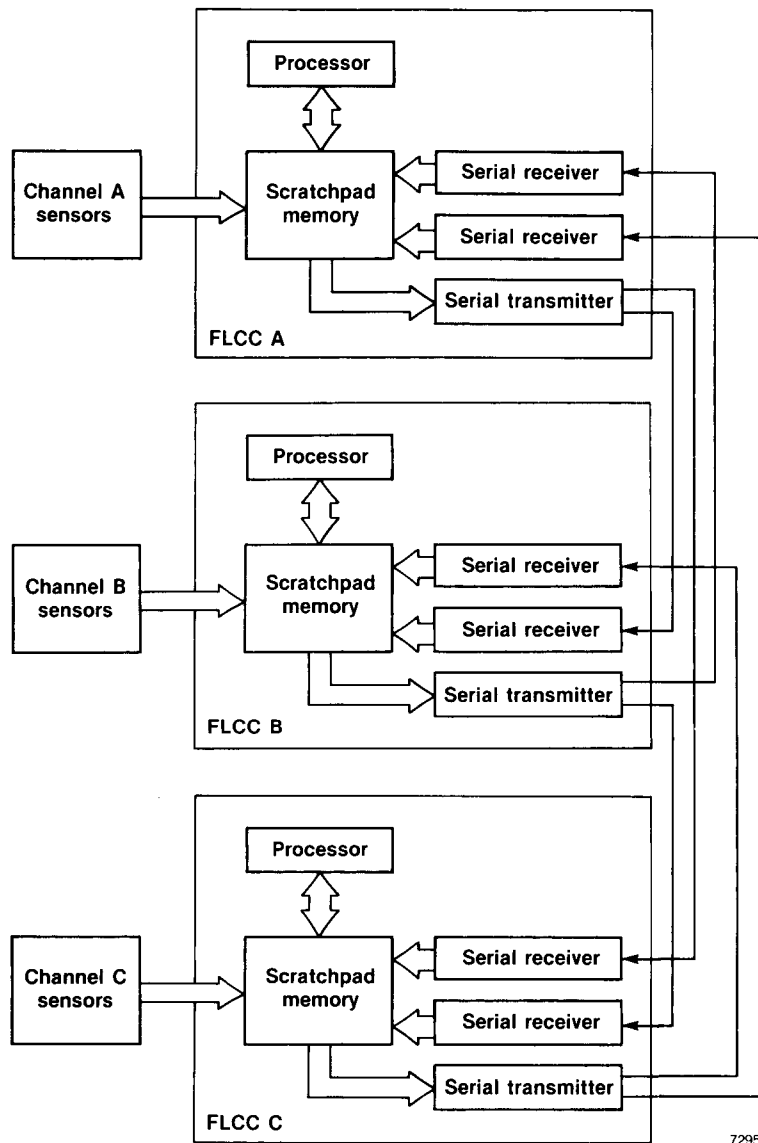 Processor
Channel A
sensors
Scratchpad
memory
Serial receiver
Serial receiver
Serial transmitter
FLCC A
Processor
Channel B
sensors
Scratchpad
memory
Serial receiver
Serial receiver
Serial transmitter
FLCC B
Processor
Channel C
sensors
Scratchpad
memory
Serial receiver
Serial receiver
Serial transmitter
FLCC C
7295